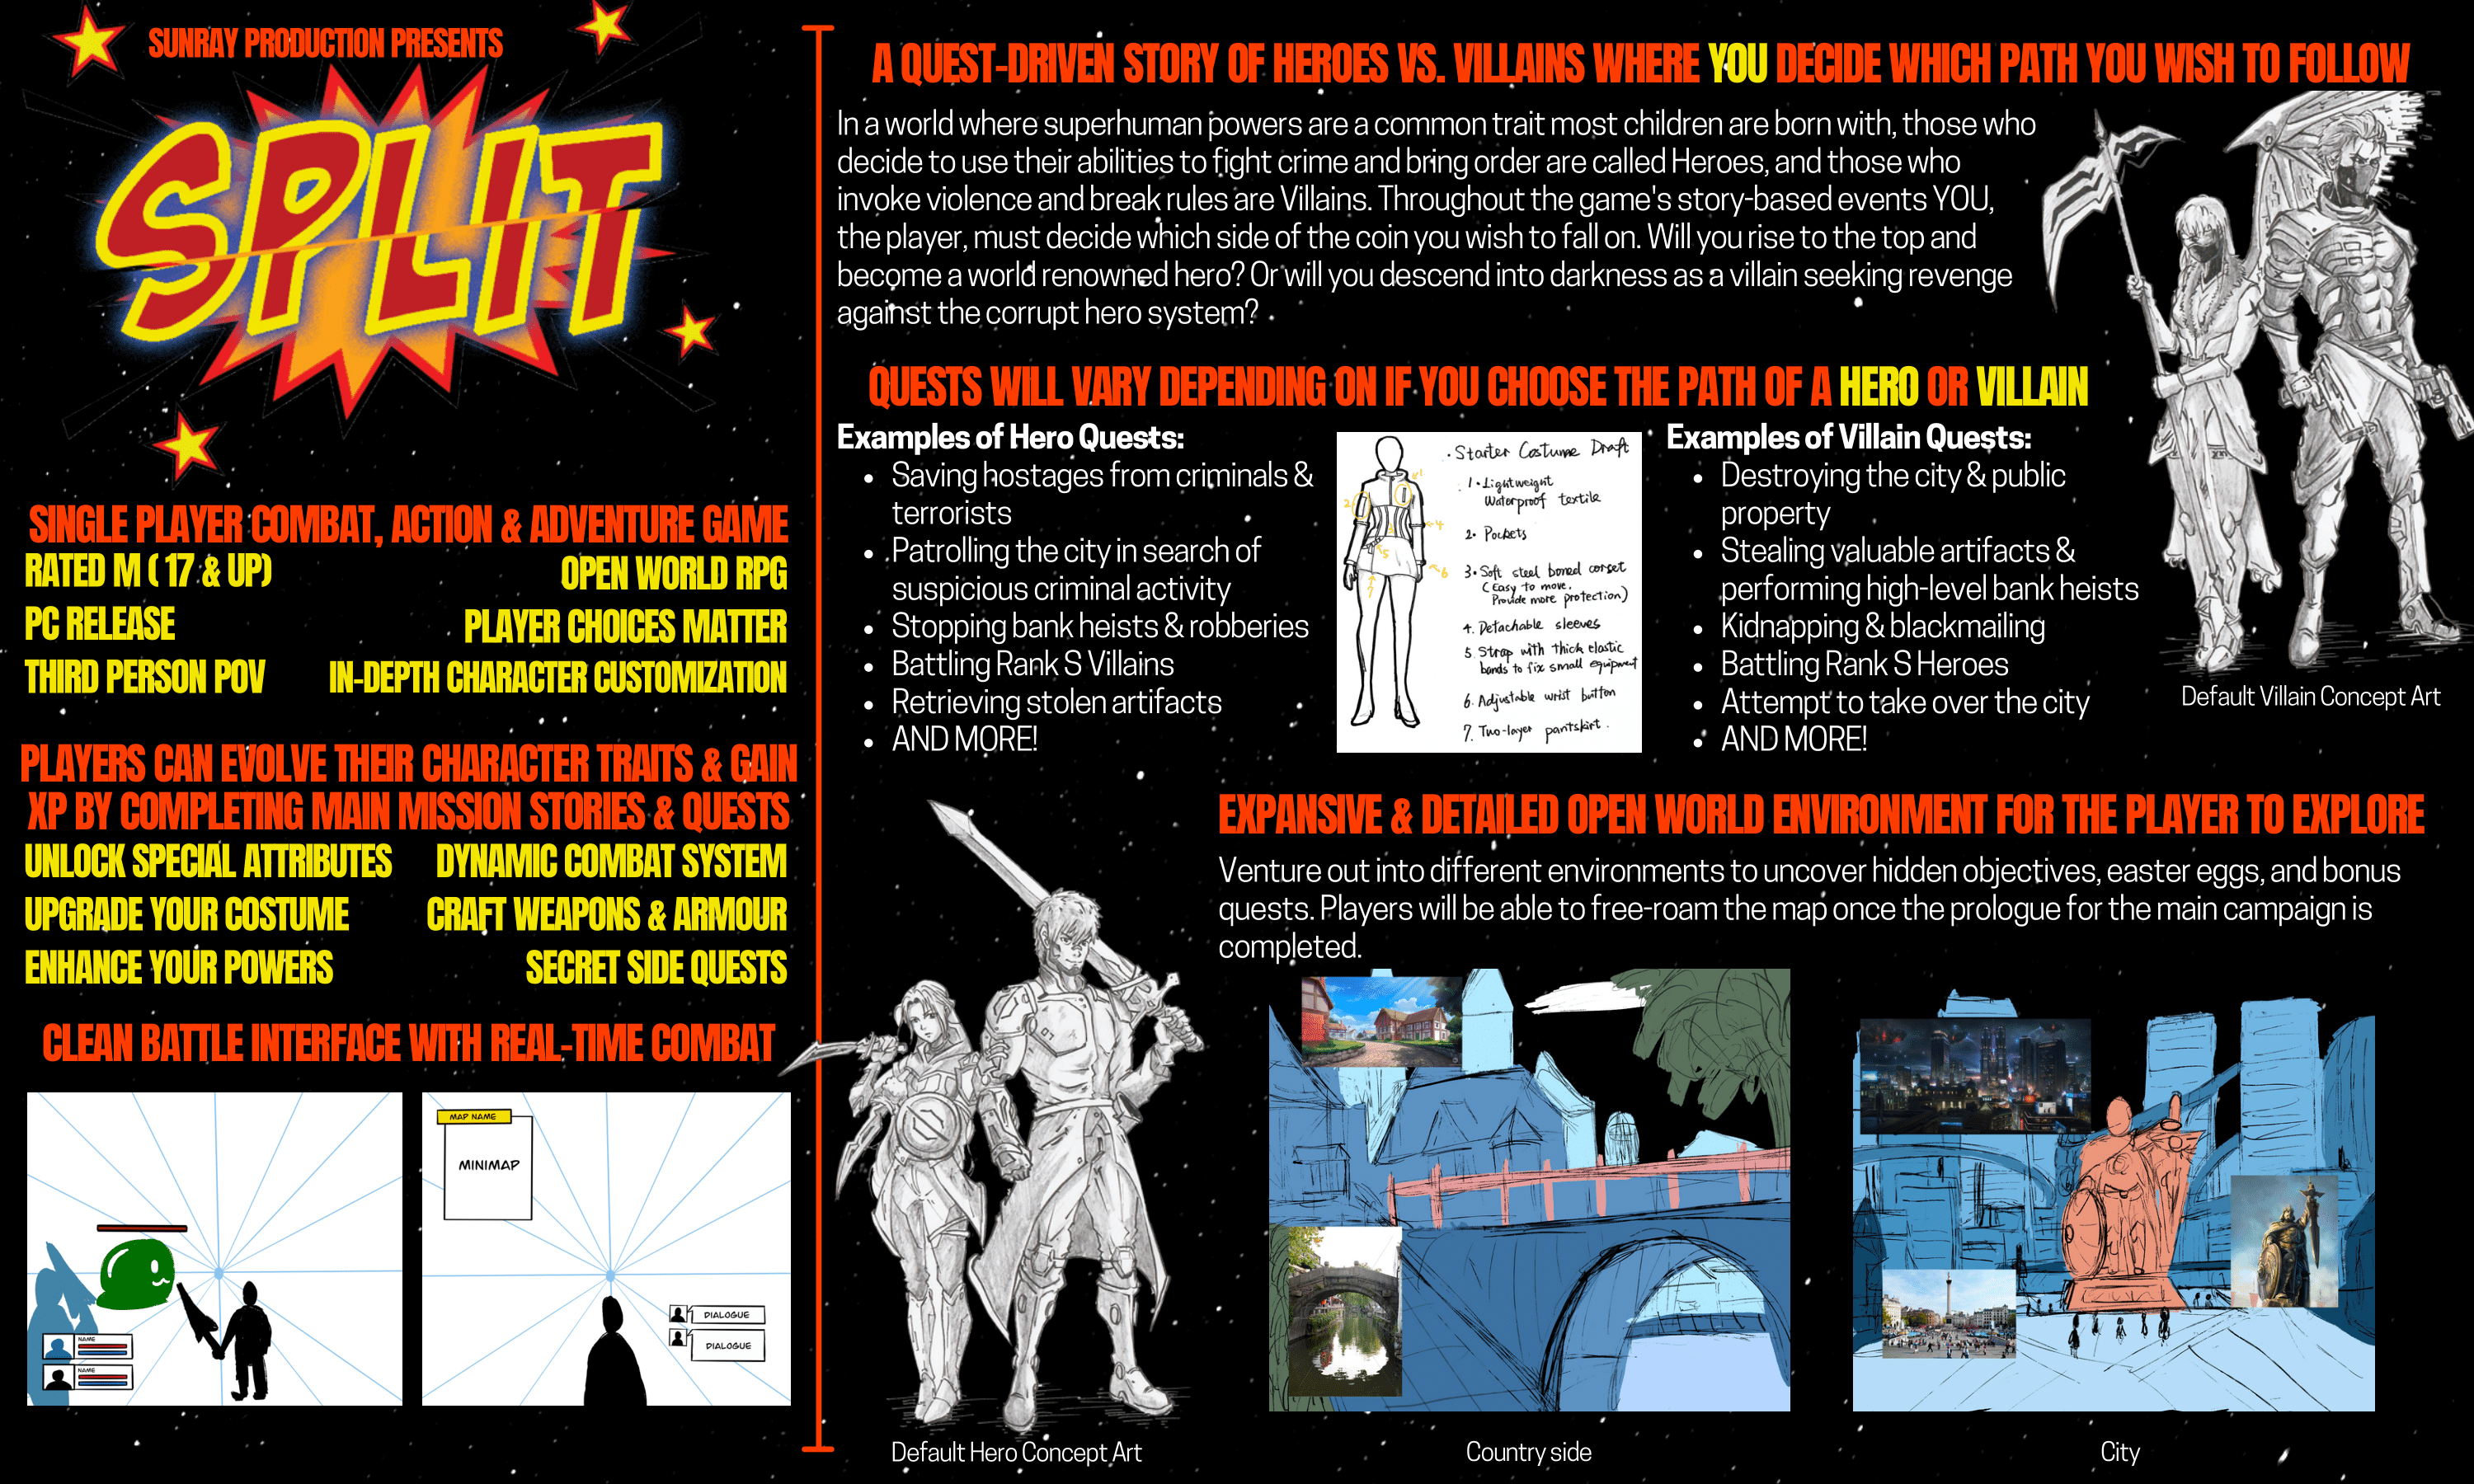 SUNRAY PRODUCTION PRESENTS
SPLIT
SINGLE PLAYER COMBAT, ACTION & ADVENTURE GAME
RATED M ( 17 & UP)
OPEN WORLD RPG
PC RELEASE
PLAYER CHOICES MATTER
THIRD PERSON POV
IN-DEPTH CHARACTER CUSTOMIZATION
PLAYERS CAN EVOLVE THEIR CHARACTER TRAITS & GAIN
XP BY COMPLETING MAIN MISSION STORIES & QUESTS
UNLOCK SPECIAL ATTRIBUTES
DYNAMIC COMBAT SYSTEM
UPGRADE YOUR COSTUME
CRAFT WEAPONS & ARMOUR
ENHANCE YOUR POWERS
SECRET SIDE QUESTS
CLEAN BATTLE INTERFACE WITH REAL-TIME COMBAT
NAME
NAME
MAP NAME
MINIMAP
DIALOGUE
DIALOGUE
A QUEST-DRIVEN STORY OF HEROES VS. VILLAINS WHERE YOU DECIDE WHICH PATH YOU WISH TO FOLLOW
In a world where superhuman powers are a common trait most children are born with, those who
decide to use their abilities to fight crime and bring order are called Heroes, and those who
invoke violence and break rules are Villains. Throughout the game's story-based events YOU,
the player, must decide which side of the coin you wish to fall on. Will you rise to the top and
become a world renowned hero? Or will you descend into darkness as a villain seeking revenge
against the corrupt hero system?
QUESTS WILL VARY DEPENDING ON IF YOU CHOOSE THE PATH OF A HERO OR VILLAIN
Examples of Hero Quests:
• Saving hostages from criminals &
terrorists
• Patrolling the city in search of
suspicious criminal activity
• Stopping bank heists & robberies
• Battling Rank S Villains
• Retrieving stolen artifacts
• AND MORE!
• Starter Costume Draft
1• Lightweight
Waterproof textile
2• Pockets
3• Soft steel boned corset
(Easy to move.
Provide more protection)
4. Detachable sleeves
5. Strap with thick elastic
bands to fix small equipment
6. Adjustable wrist button
7. Two-layer pantskirt.
1
2
3
4
5
6
7
Examples of Villain Quests:
• Destroying the city & public
property
• Stealing valuable artifacts &
performing high-level bank heists
• Kidnapping & blackmailing
• Battling Rank S Heroes
• Attempt to take over the city
• AND MORE!
Default Villain Concept Art
EXPANSIVE & DETAILED OPEN WORLD ENVIRONMENT FOR THE PLAYER TO EXPLORE
Venture out into different environments to uncover hidden objectives, easter eggs, and bonus
quests. Players will be able to free-roam the map once the prologue for the main campaign is
completed.
Default Hero Concept Art
Country side
City